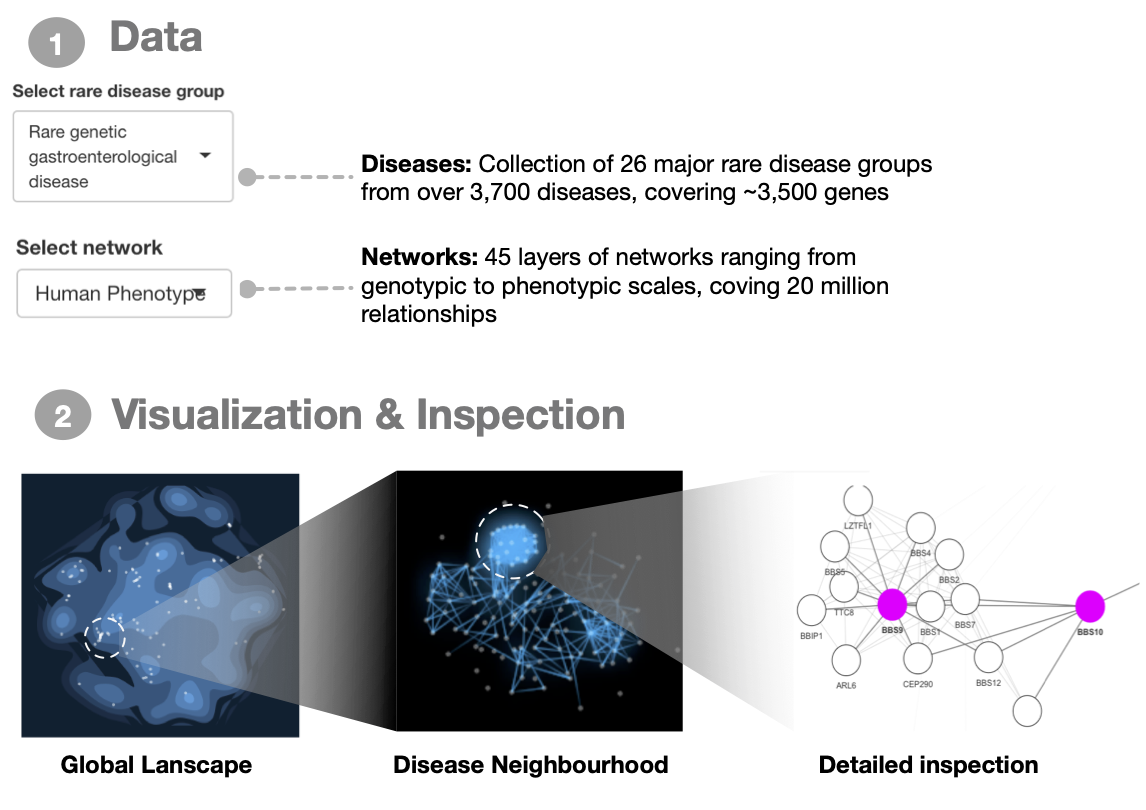 1 Data
Select rare disease group
Rare genetic
gastroenterological
disease
Diseases: Collection of 26 major rare disease groups
from over 3,700 diseases, covering ~3,500 genes
Select network
Human Phenotype
Networks: 45 layers of networks ranging from
genotypic to phenotypic scales, coving 20 million
relationships
2 Visualization & Inspection
LZTFL1
BBS4
BBS5
BBS2
TTC8
BBIP1
BBS9
BBS1
BBS7
BBS10
ARL6
CEP290
BBS12
Global Lanscape
Disease Neighbourhood
Detailed inspection